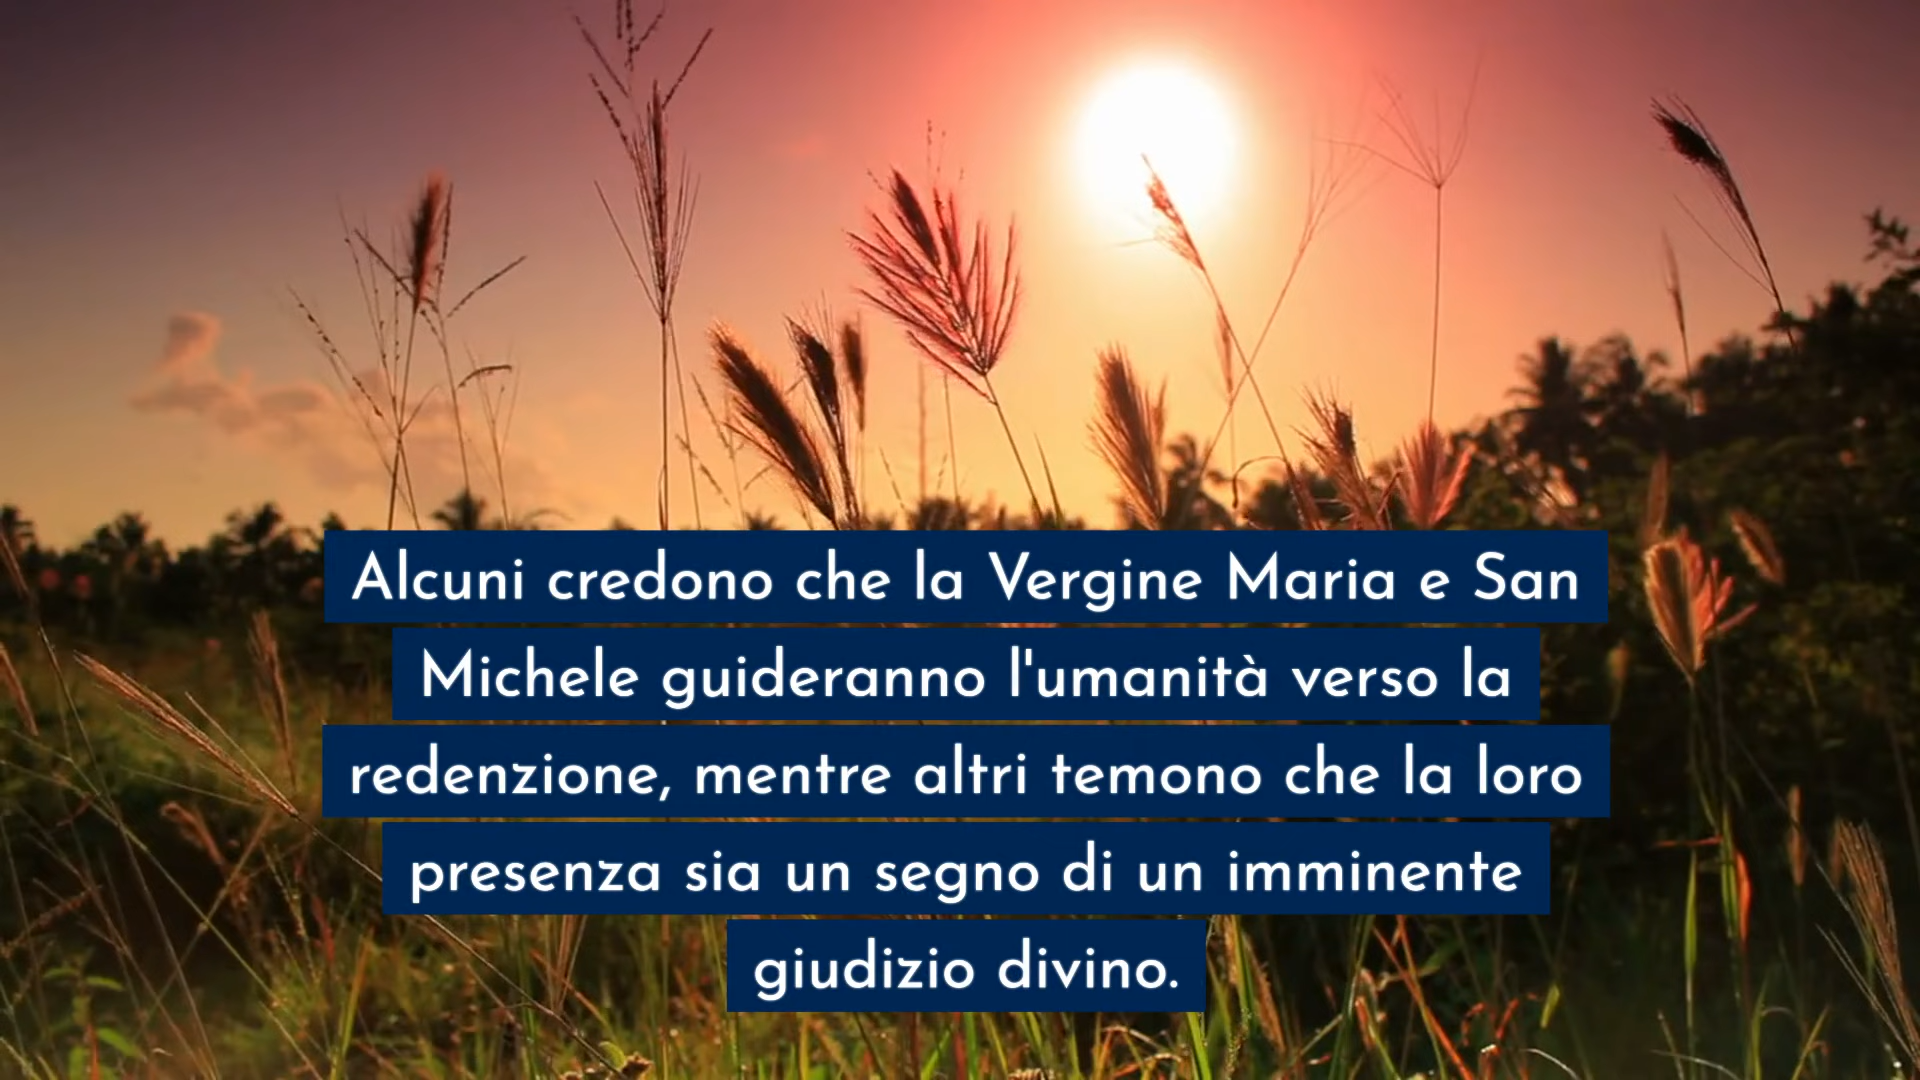 Alcuni credono che la Vergine Maria e San
Michele guideranno l'umanità verso la
redenzione, mentre altri temono che la loro
presenza sia un segno di un imminente
giudizio divino.